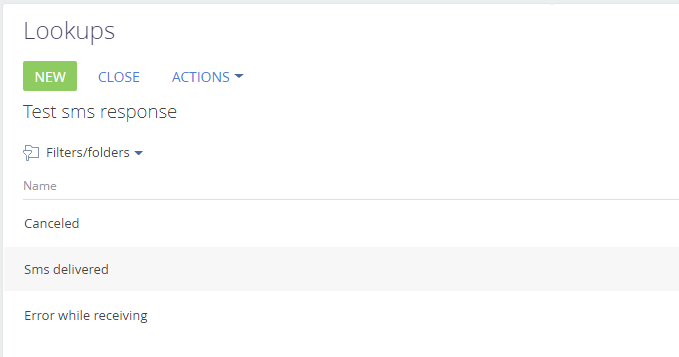 Lookups
NEW CLOSE ACTIONS
Test sms response
Filters/folders
Name
Canceled
Sms delivered
Error while receiving